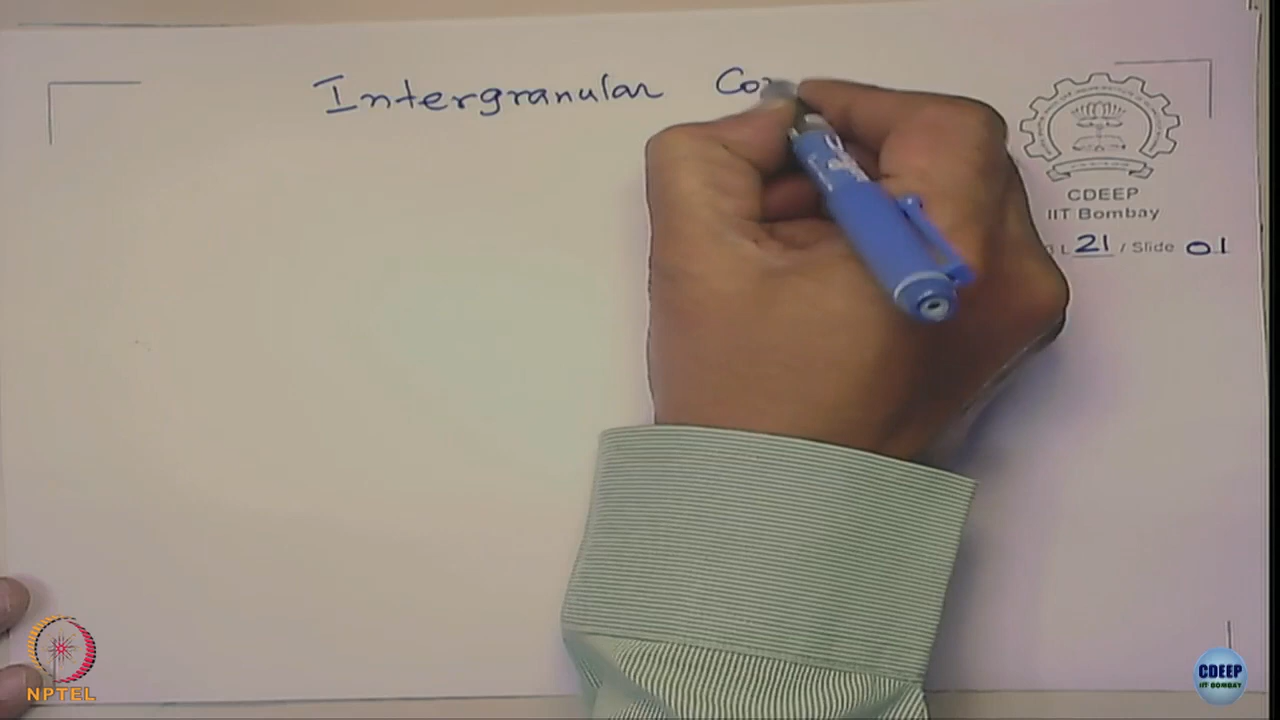 Intergranular Co
CDEEP
IIT Bombay
L 21 / Slide 01
NPTEL
CDEEP
IIT BOMBAY